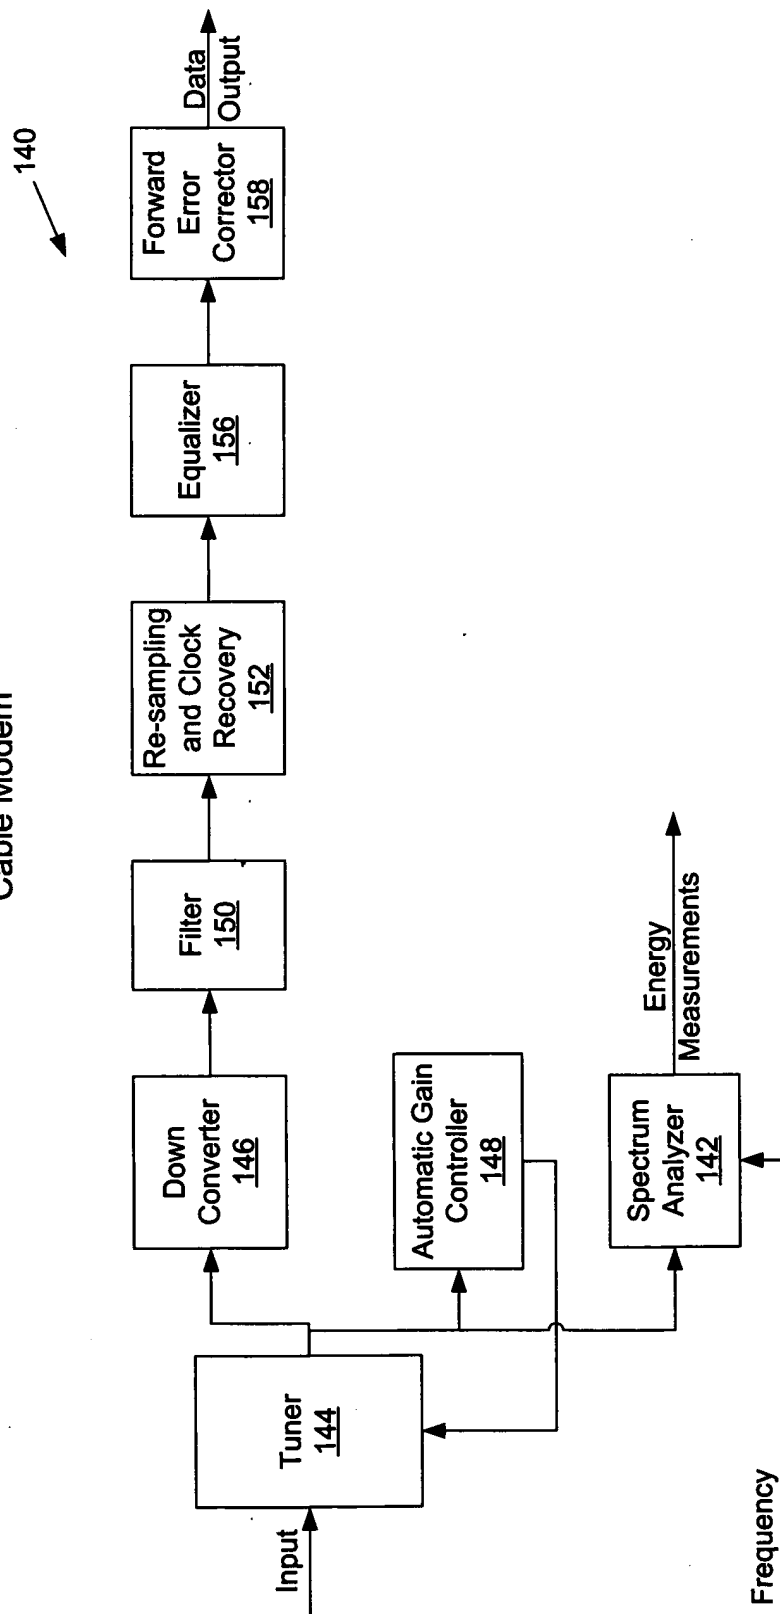 Cable Modem
140
Input
Tuner
144
Down
Converter
146
Filter
150
Re-sampling
and Clock
Recovery
152
Equalizer
156
Forward
Error
Corrector
158
Data
Output
Automatic Gain
Controller
148
Spectrum
Analyzer
142
Energy
Measurements
Frequency